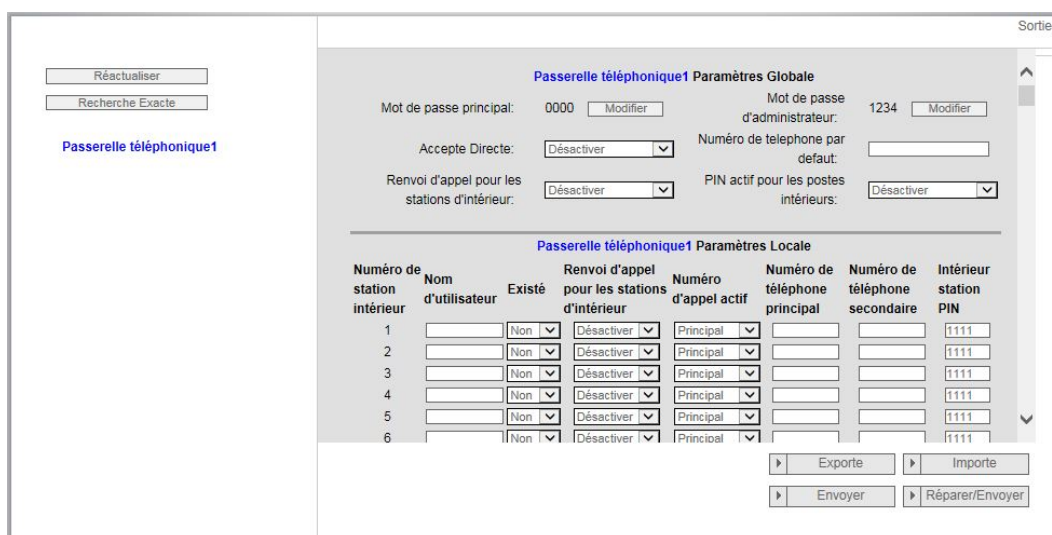 Sortie
Réactualiser
Recherche Exacte
Passerelle téléphonique1
Passerelle téléphonique1 Paramètres Globale
Mot de passe principal: 0000 Modifier
Mot de passe d'administrateur: 1234 Modifier
Accepte Directe: Désactiver
Numéro de telephone par defaut:
Renvoi d'appel pour les stations d'intérieur: Désactiver
PIN actif pour les postes intérieurs: Désactiver
Passerelle téléphonique1 Paramètres Locale
Numéro de station intérieur Nom d'utilisateur Existé Renvoi d'appel pour les stations d'intérieur Numéro d'appel actif Numéro de téléphone principal Numéro de téléphone secondaire Intérieur station PIN
1 Non Désactiver Principal 1111
2 Non Désactiver Principal 1111
3 Non Désactiver Principal 1111
4 Non Désactiver Principal 1111
5 Non Désactiver Principal 1111
6 Non Désactiver Principal 1111
Exporte Importe
Envoyer Réparer/Envoyer